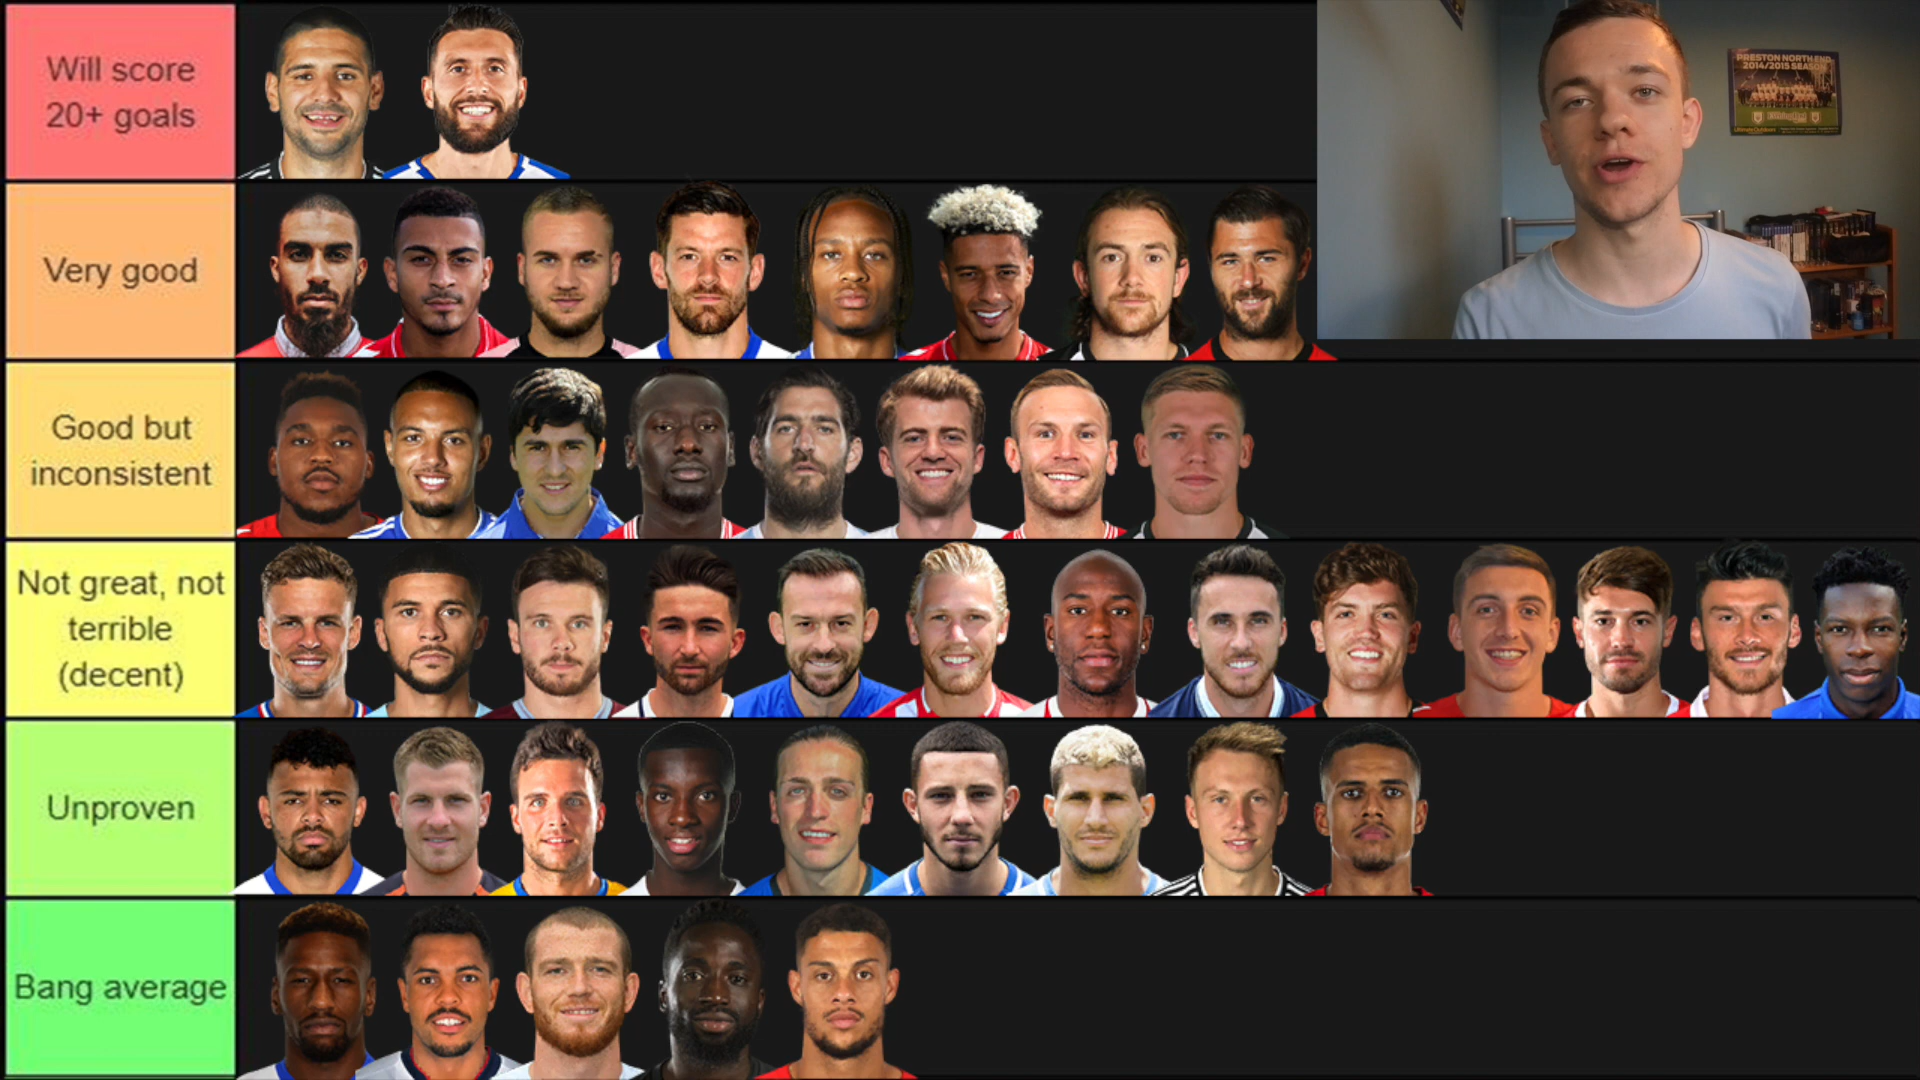 Will score
20+ goals
PRESTON NORTH END
2014/2015 SEASON
Very good
Good but
inconsistent
Not great, not
terrible
(decent)
Unproven
Bang average